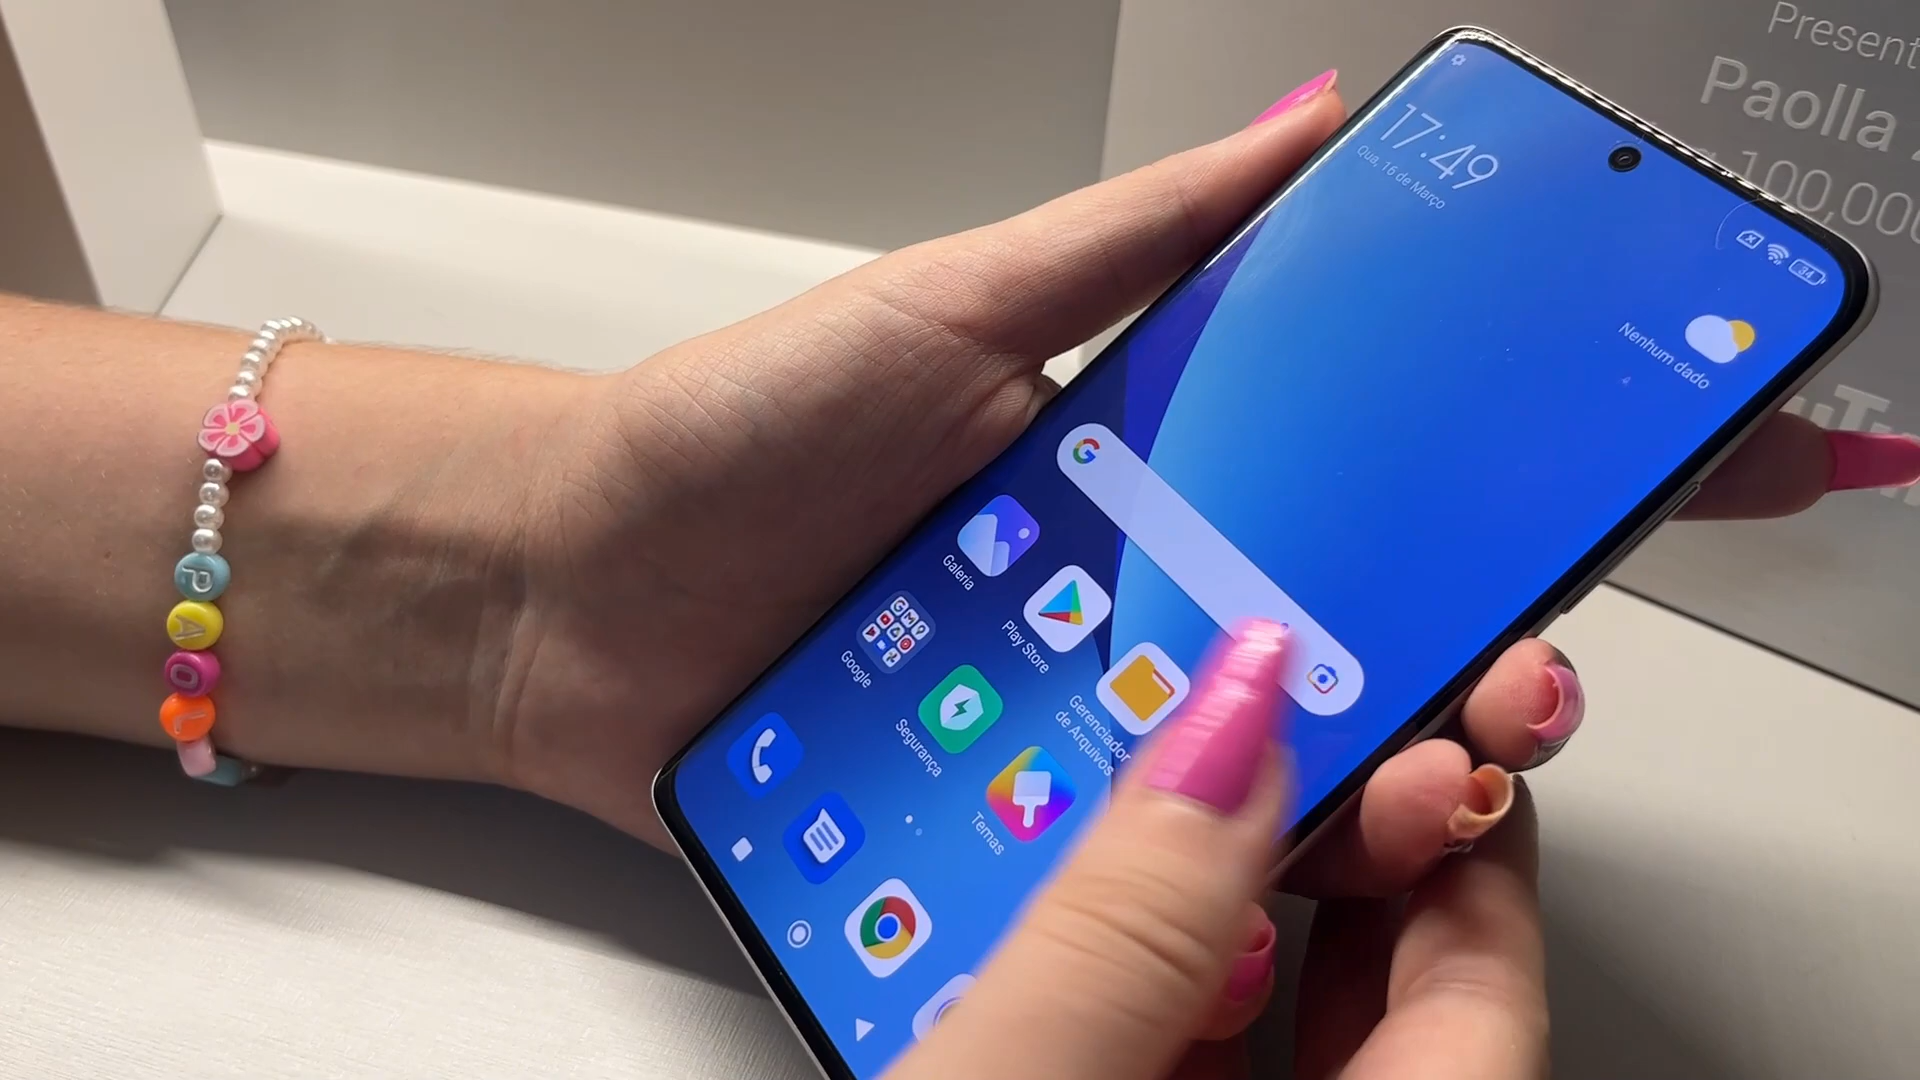 Present
Paolla
100,000
17:49
Qua, 16 de Março
34
Nenhum dado
G
Galeria
Play Store
Google
Gerenciador
de Arquivos
Segurança
Temas
P
A
O
L